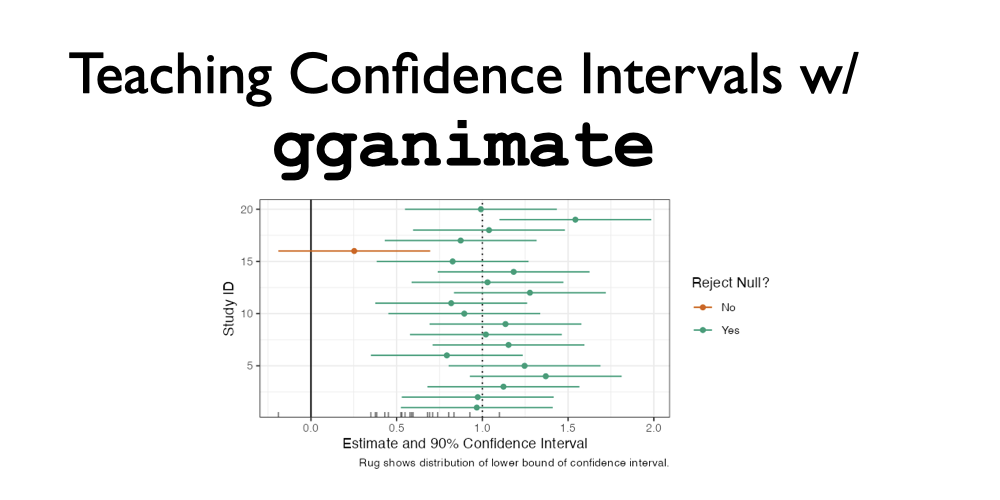 Teaching Confidence Intervals w/
gganimate
20
15
10
5
Study ID
0.0 0.5 1.0 1.5 2.0
Estimate and 90% Confidence Interval
Rug shows distribution of lower bound of confidence interval.
Reject Null?
No
Yes